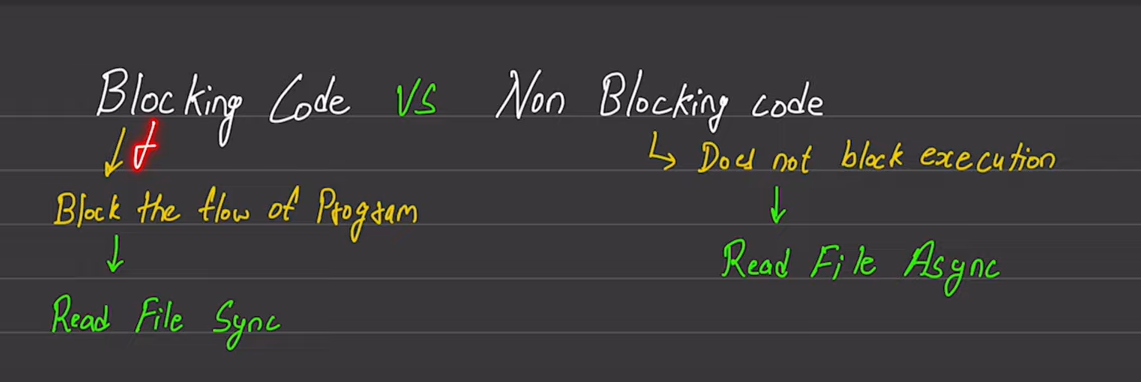 Blocking Code VS Non Blocking code
↓
Block the flow of Program
↓
Read File Sync
↳ Does not block execution
↓
Read File Async